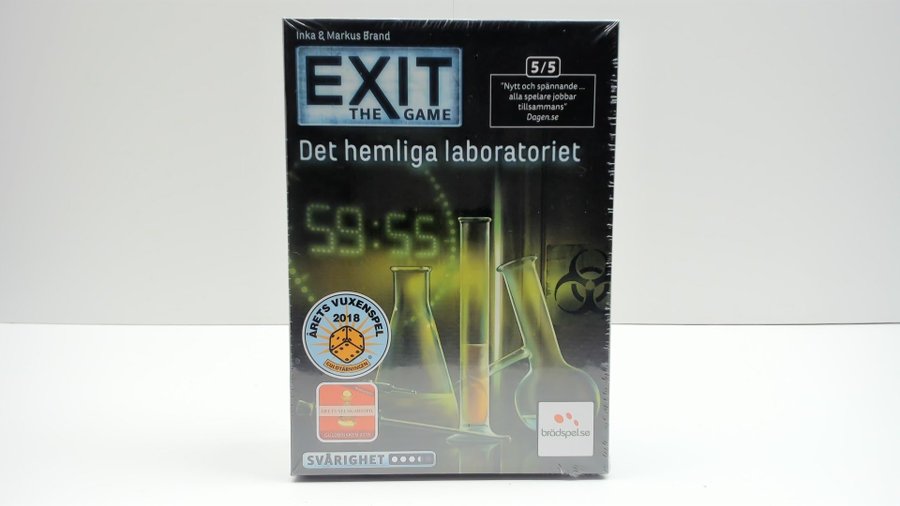 Inka & Markus Brand
EXIT
THE GAME
5/5
"Nytt och spännande...
alla spelare jobbar
tillsammans"
Dagen.se
Det hemliga laboratoriet
59:55
ÅRETS VUXENSPEL
2018
GULDTÄRNINGEN
brädspel.se
SVÅRIGHET